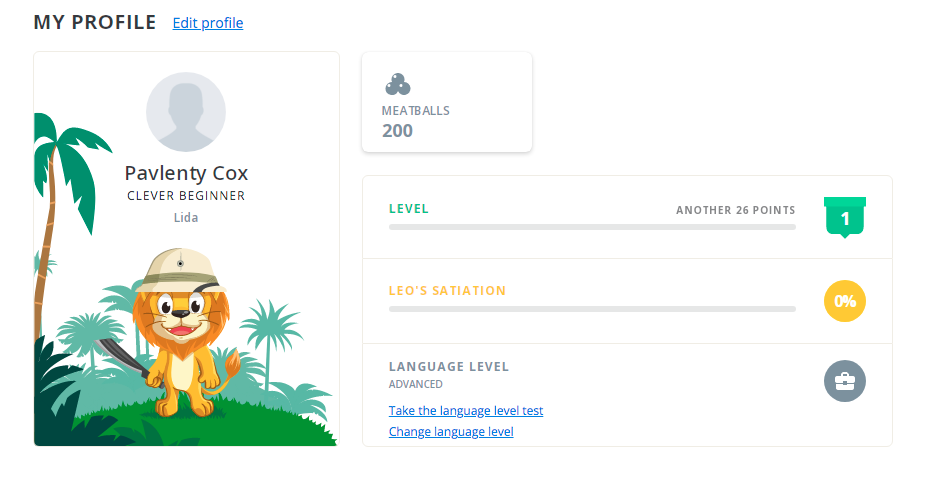 MY PROFILE Edit profile
Pavlenty Cox
CLEVER BEGINNER
Lida
MEATBALLS
200
LEVEL ANOTHER 26 POINTS 1
LEO'S SATIATION 0%
LANGUAGE LEVEL
ADVANCED
Take the language level test
Change language level